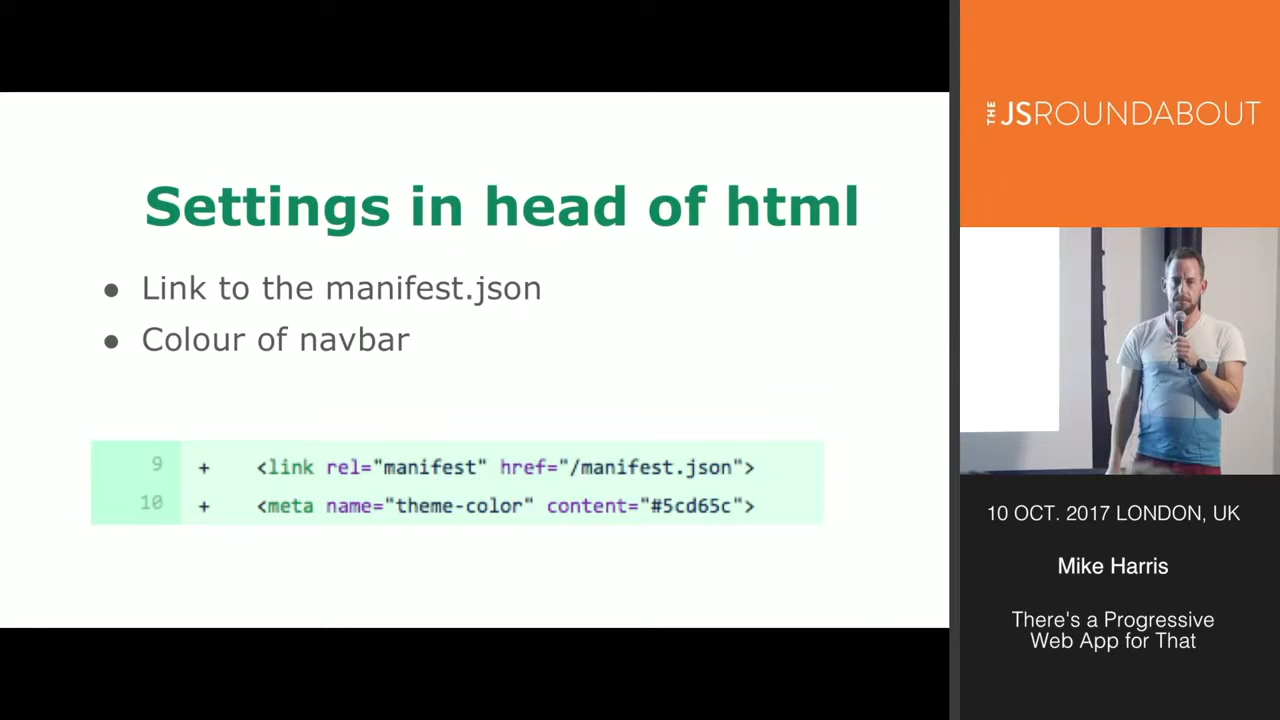 Settings in head of html
● Link to the manifest.json
● Colour of navbar
9 + <link rel="manifest" href="/manifest.json">
10 + <meta name="theme-color" content="#5cd65c">
THE JSROUNDABOUT
10 OCT. 2017 LONDON, UK
Mike Harris
There's a Progressive
Web App for That